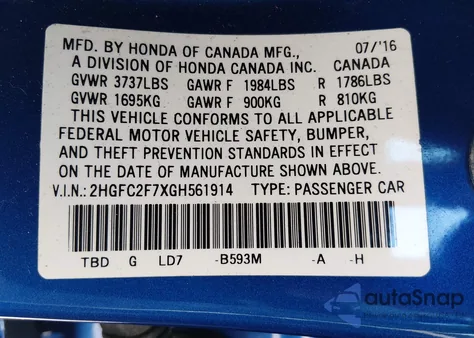 MFD. BY HONDA OF CANADA MFG., 07/'16
A DIVISION OF HONDA CANADA INC. CANADA
GVWR 3737LBS GAWR F 1984LBS R 1786LBS
GVWR 1695KG GAWR F 900KG R 810KG
THIS VEHICLE CONFORMS TO ALL APPLICABLE
FEDERAL MOTOR VEHICLE SAFETY, BUMPER,
AND THEFT PREVENTION STANDARDS IN EFFECT
ON THE DATE OF MANUFACTURE SHOWN ABOVE.
V.I.N.: 2HGFC2F7XGH561914 TYPE: PASSENGER CAR
TBD G LD7 -B593M -A -H
autoSnap